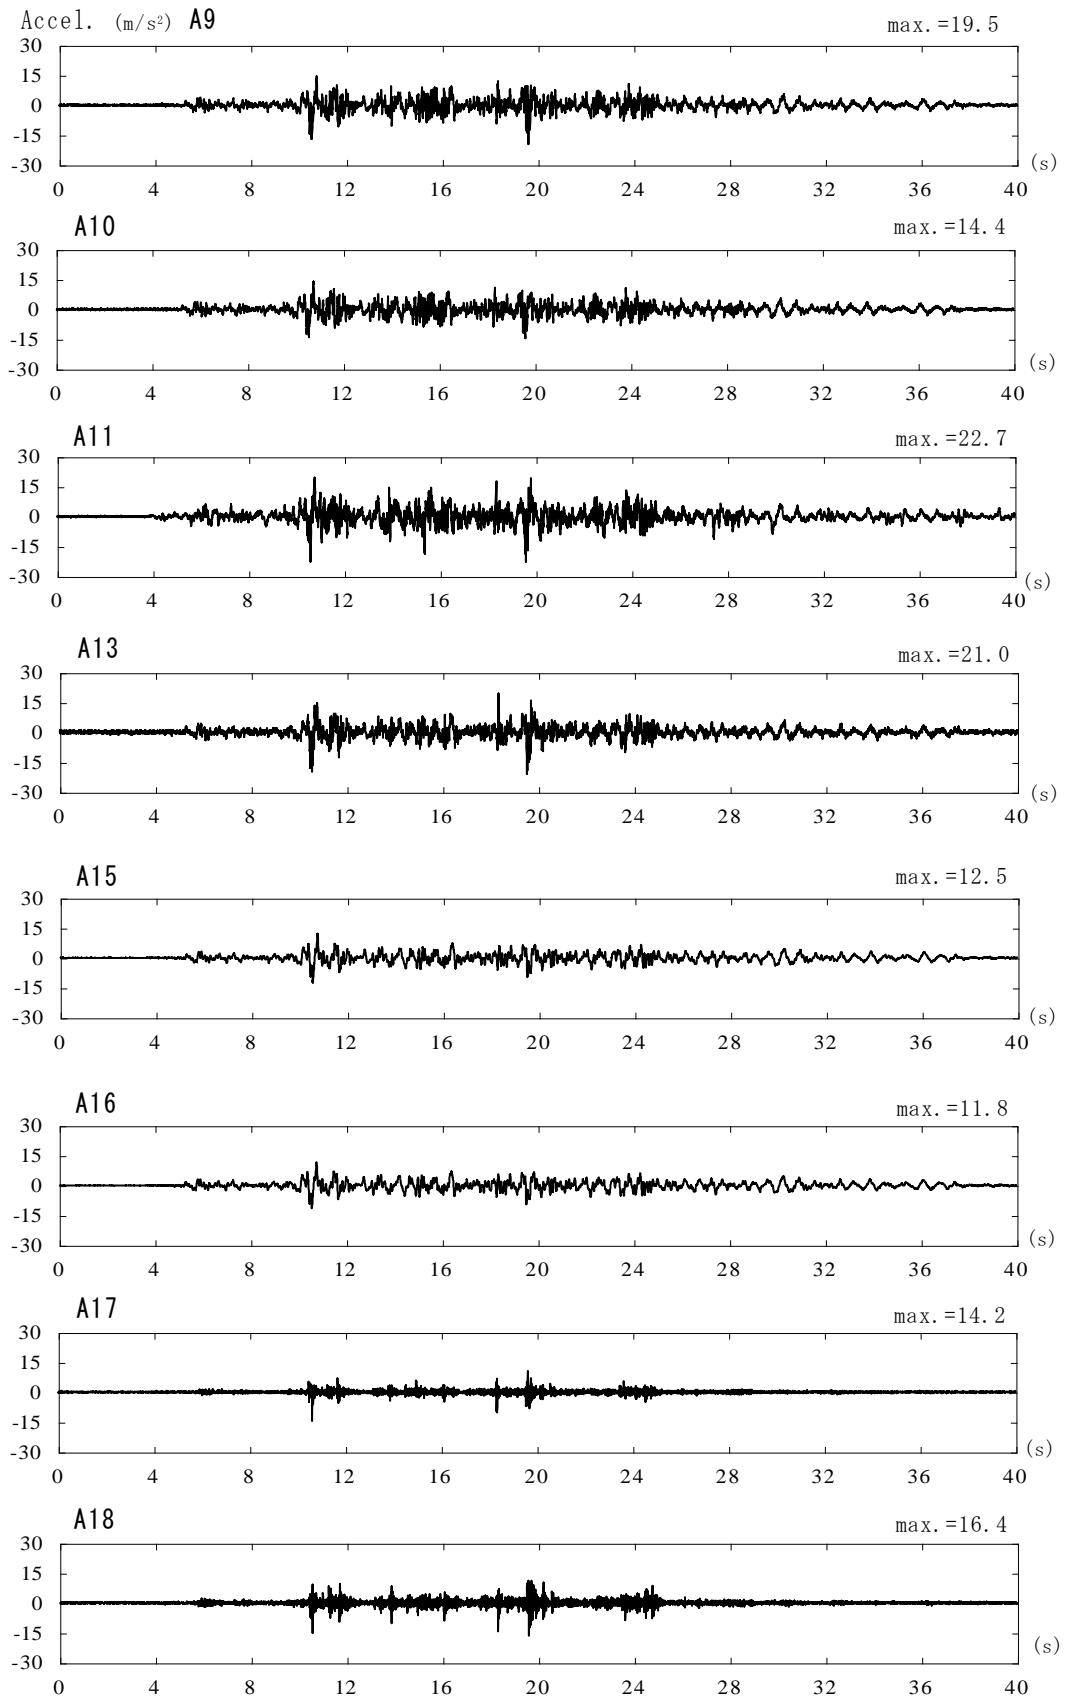 Accel. (m/s²) A9 max.=19.5
30
15
0
-15
-30
(s)
0 4 8 12 16 20 24 28 32 36 40
A10 max.=14.4
30
15
0
-15
-30
(s)
0 4 8 12 16 20 24 28 32 36 40
A11 max.=22.7
30
15
0
-15
-30
(s)
0 4 8 12 16 20 24 28 32 36 40
A13 max.=21.0
30
15
0
-15
-30
(s)
0 4 8 12 16 20 24 28 32 36 40
A15 max.=12.5
30
15
0
-15
-30
(s)
0 4 8 12 16 20 24 28 32 36 40
A16 max.=11.8
30
15
0
-15
-30
(s)
0 4 8 12 16 20 24 28 32 36 40
A17 max.=14.2
30
15
0
-15
-30
(s)
0 4 8 12 16 20 24 28 32 36 40
A18 max.=16.4
30
15
0
-15
-30
(s)
0 4 8 12 16 20 24 28 32 36 40